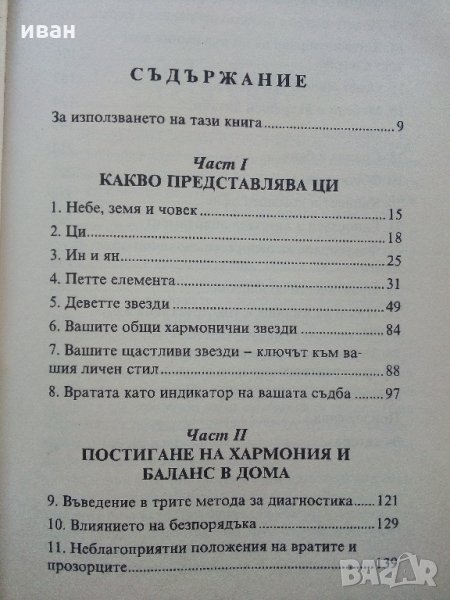 иван
СЪДЪРЖАНИЕ
За използването на тази книга 9
Част I
КАКВО ПРЕДСТАВЛЯВА ЦИ
1. Небе, земя и човек 15
2. Ци 18
3. Ин и ян 25
4. Петте елемента 31
5. Деветте звезди 49
6. Вашите общи хармонични звезди 84
7. Вашите щастливи звезди – ключът към ва-
шия личен стил 88
8. Вратата като индикатор на вашата съдба 97
Част II
ПОСТИГАНЕ НА ХАРМОНИЯ И
БАЛАНС В ДОМА
9. Въведение в трите метода за диагностика 121
10. Влиянието на безпорядъка 129
11. Неблагоприятни положения на вратите и
прозорците 139
BAZAR.bg